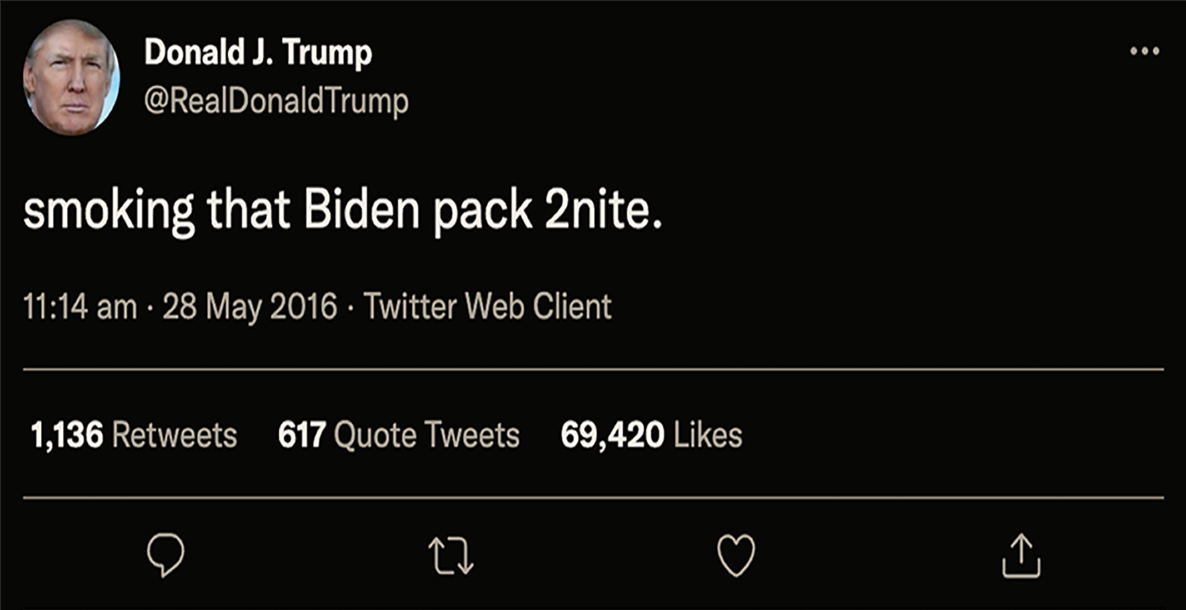 Donald J. Trump
@RealDonaldTrump
smoking that Biden pack 2nite.
11:14 am · 28 May 2016 · Twitter Web Client
1,136 Retweets 617 Quote Tweets 69,420 Likes